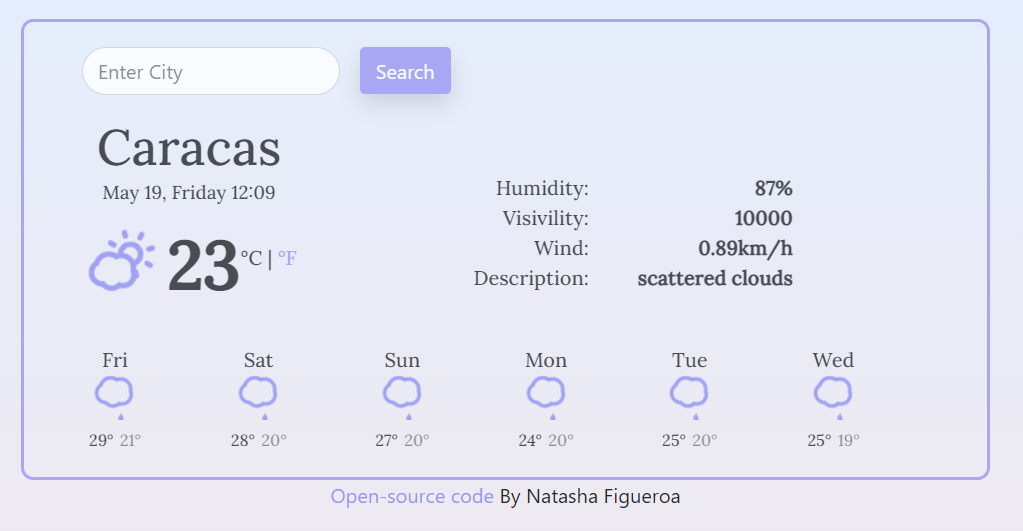 Enter City
Search
Caracas
May 19, Friday 12:09
23 °C | °F
Humidity: 87%
Visivility: 10000
Wind: 0.89km/h
Description: scattered clouds
Fri Sat Sun Mon Tue Wed
29° 21° 28° 20° 27° 20° 24° 20° 25° 20° 25° 19°
Open-source code By Natasha Figueroa